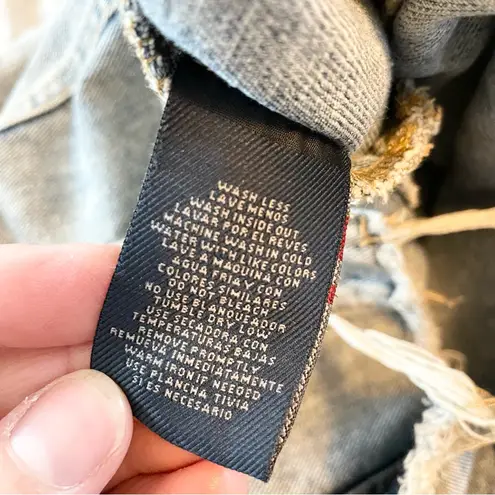 WASH LESS
LAVE MENOS
WASH INSIDE OUT
LAVAR POR EL REVES
MACHINE WASH IN COLD
WATER WITH LIKE COLORS
LAVE A MAQUINA CON
AGUA FRIA Y CON
COLORES SIMILARES
DO NOT BLEACH
NO USE BLANQUEADOR
TUMBLE DRY LOW
USE SECADORA CON
TEMPERATURAS BAJAS
REMOVE PROMPTLY
REMUEVA INMEDIATAMENTE
WARM IRON IF NEEDED
USE PLANCHA TIVIA
SI ES NECESARIO